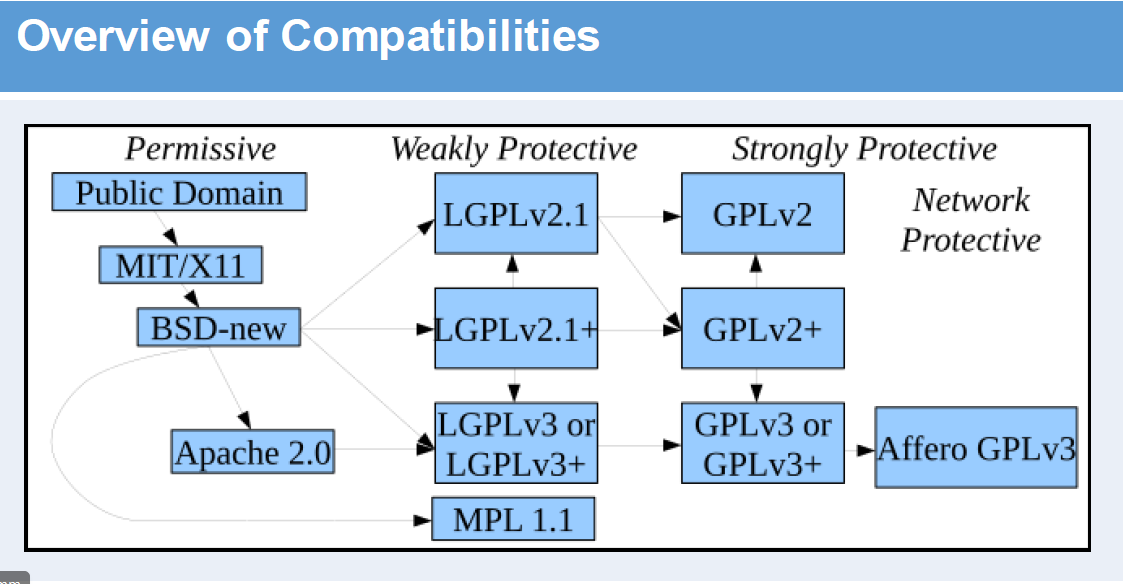 Overview of Compatibilities
Permissive
Weakly Protective
Strongly Protective
Public Domain
MIT/X11
BSD-new
Apache 2.0
LGPLv2.1
LGPLv2.1+
LGPLv3 or
LGPLv3+
MPL 1.1
GPLv2
GPLv2+
GPLv3 or
GPLv3+
Network
Protective
Affero GPLv3